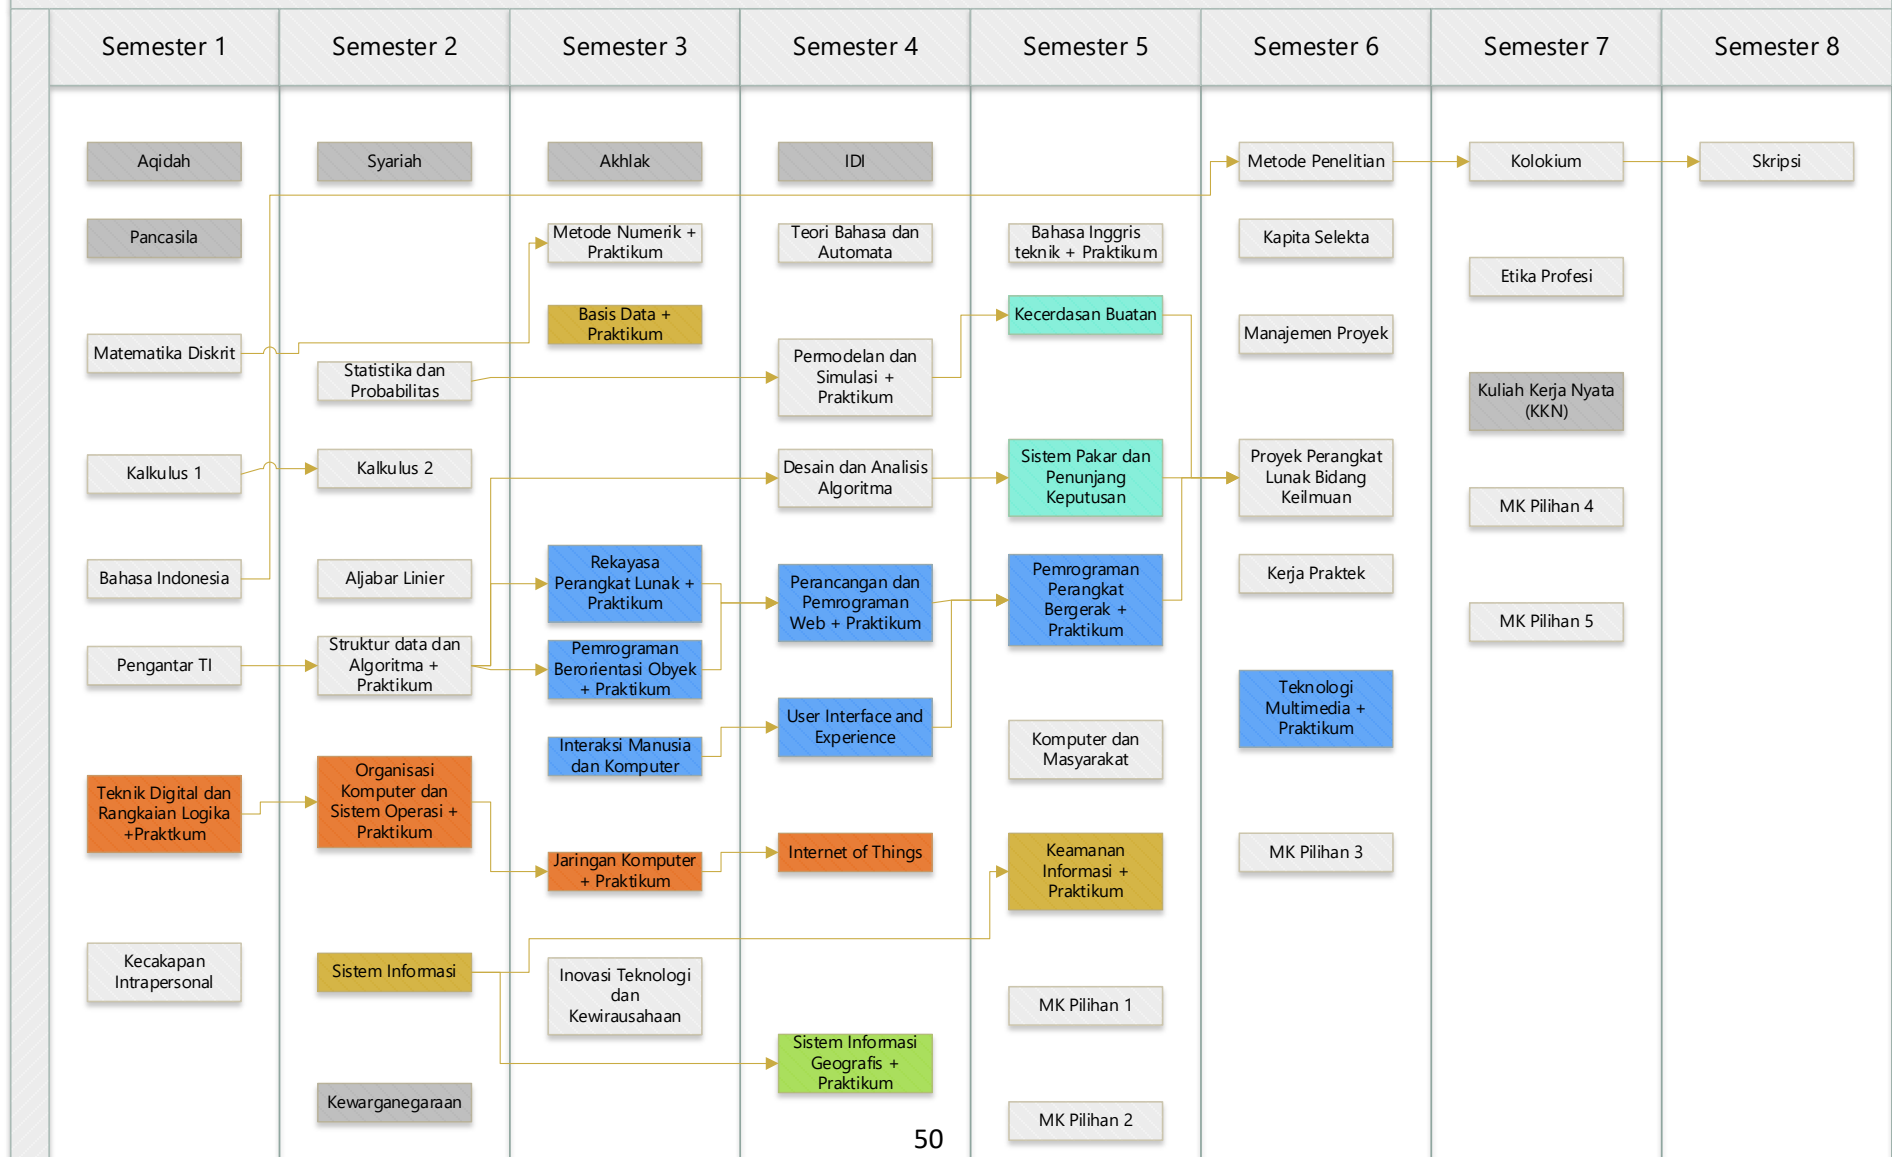 Semester 1
Semester 2
Semester 3
Semester 4
Semester 5
Semester 6
Semester 7
Semester 8
Aqidah
Pancasila
Matematika Diskrit
Kalkulus 1
Bahasa Indonesia
Pengantar TI
Teknik Digital dan
Rangkaian Logika
+Praktkum
Kecakapan
Intrapersonal
Syariah
Statistika dan
Probabilitas
Kalkulus 2
Aljabar Linier
Struktur data dan
Algoritma +
Praktikum
Organisasi
Komputer dan
Sistem Operasi +
Praktikum
Sistem Informasi
Kewarganegaraan
Akhlak
Metode Numerik +
Praktikum
Basis Data +
Praktikum
Rekayasa
Perangkat Lunak +
Praktikum
Pemrograman
Berorientasi Obyek
+ Praktikum
Interaksi Manusia
dan Komputer
Jaringan Komputer
+ Praktikum
Inovasi Teknologi
dan
Kewirausahaan
IDI
Teori Bahasa dan
Automata
Permodelan dan
Simulasi +
Praktikum
Desain dan Analisis
Algoritma
Perancangan dan
Pemrograman
Web + Praktikum
User Interface and
Experience
Internet of Things
Sistem Informasi
Geografis +
Praktikum
Bahasa Inggris
teknik + Praktikum
Kecerdasan Buatan
Sistem Pakar dan
Penunjang
Keputusan
Pemrograman
Perangkat
Bergerak +
Praktikum
Komputer dan
Masyarakat
Keamanan
Informasi +
Praktikum
MK Pilihan 1
MK Pilihan 2
Metode Penelitian
Kapita Selekta
Manajemen Proyek
Proyek Perangkat
Lunak Bidang
Keilmuan
Kerja Praktek
Teknologi
Multimedia +
Praktikum
MK Pilihan 3
Kolokium
Etika Profesi
Kuliah Kerja Nyata
(KKN)
MK Pilihan 4
MK Pilihan 5
Skripsi
50